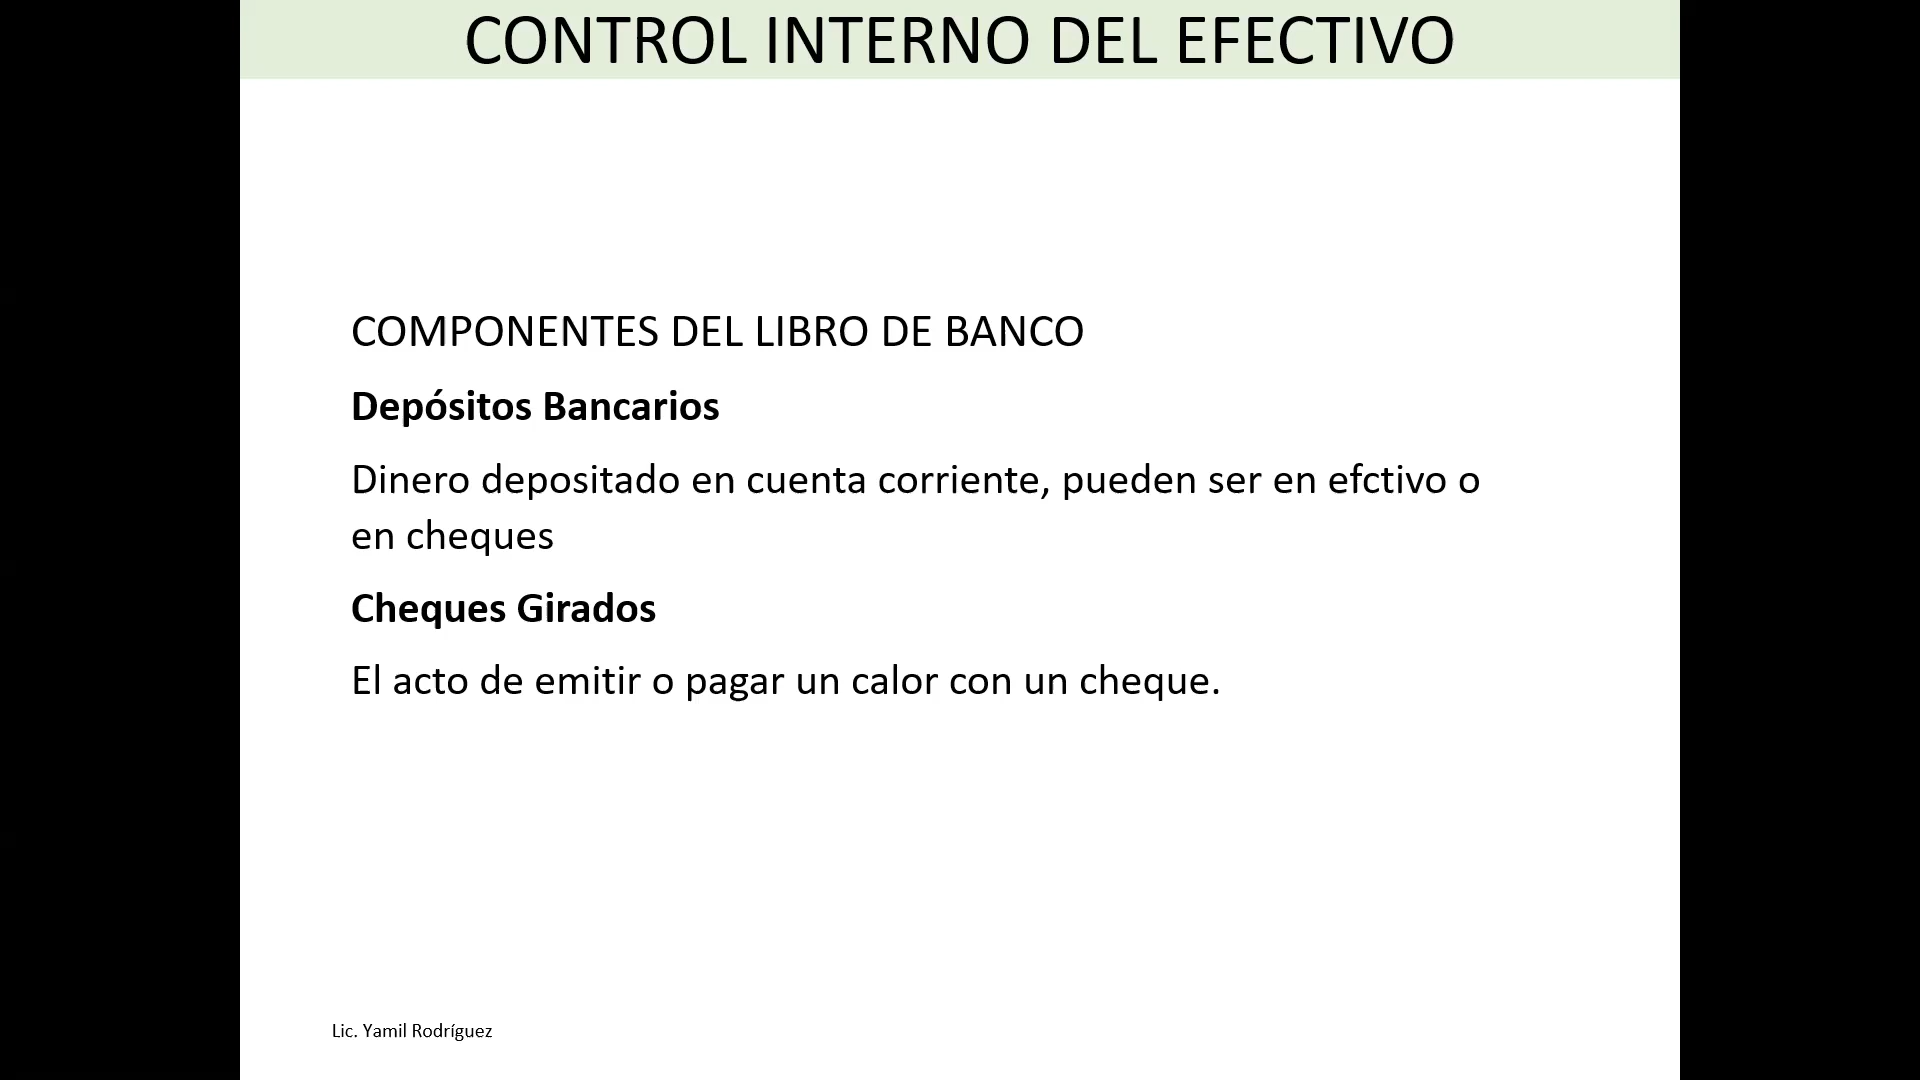 CONTROL INTERNO DEL EFECTIVO
COMPONENTES DEL LIBRO DE BANCO
Depósitos Bancarios
Dinero depositado en cuenta corriente, pueden ser en efctivo o
en cheques
Cheques Girados
El acto de emitir o pagar un calor con un cheque.
Lic. Yamil Rodríguez